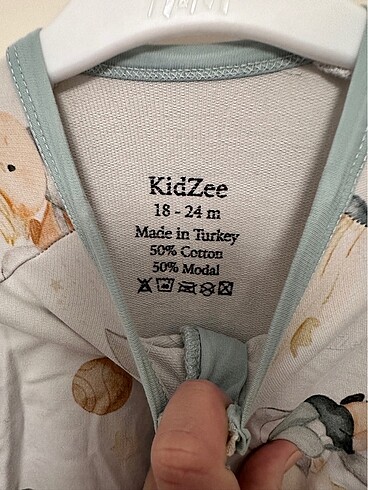 KidZee
18 - 24 m
Made in Turkey
50% Cotton
50% Modal